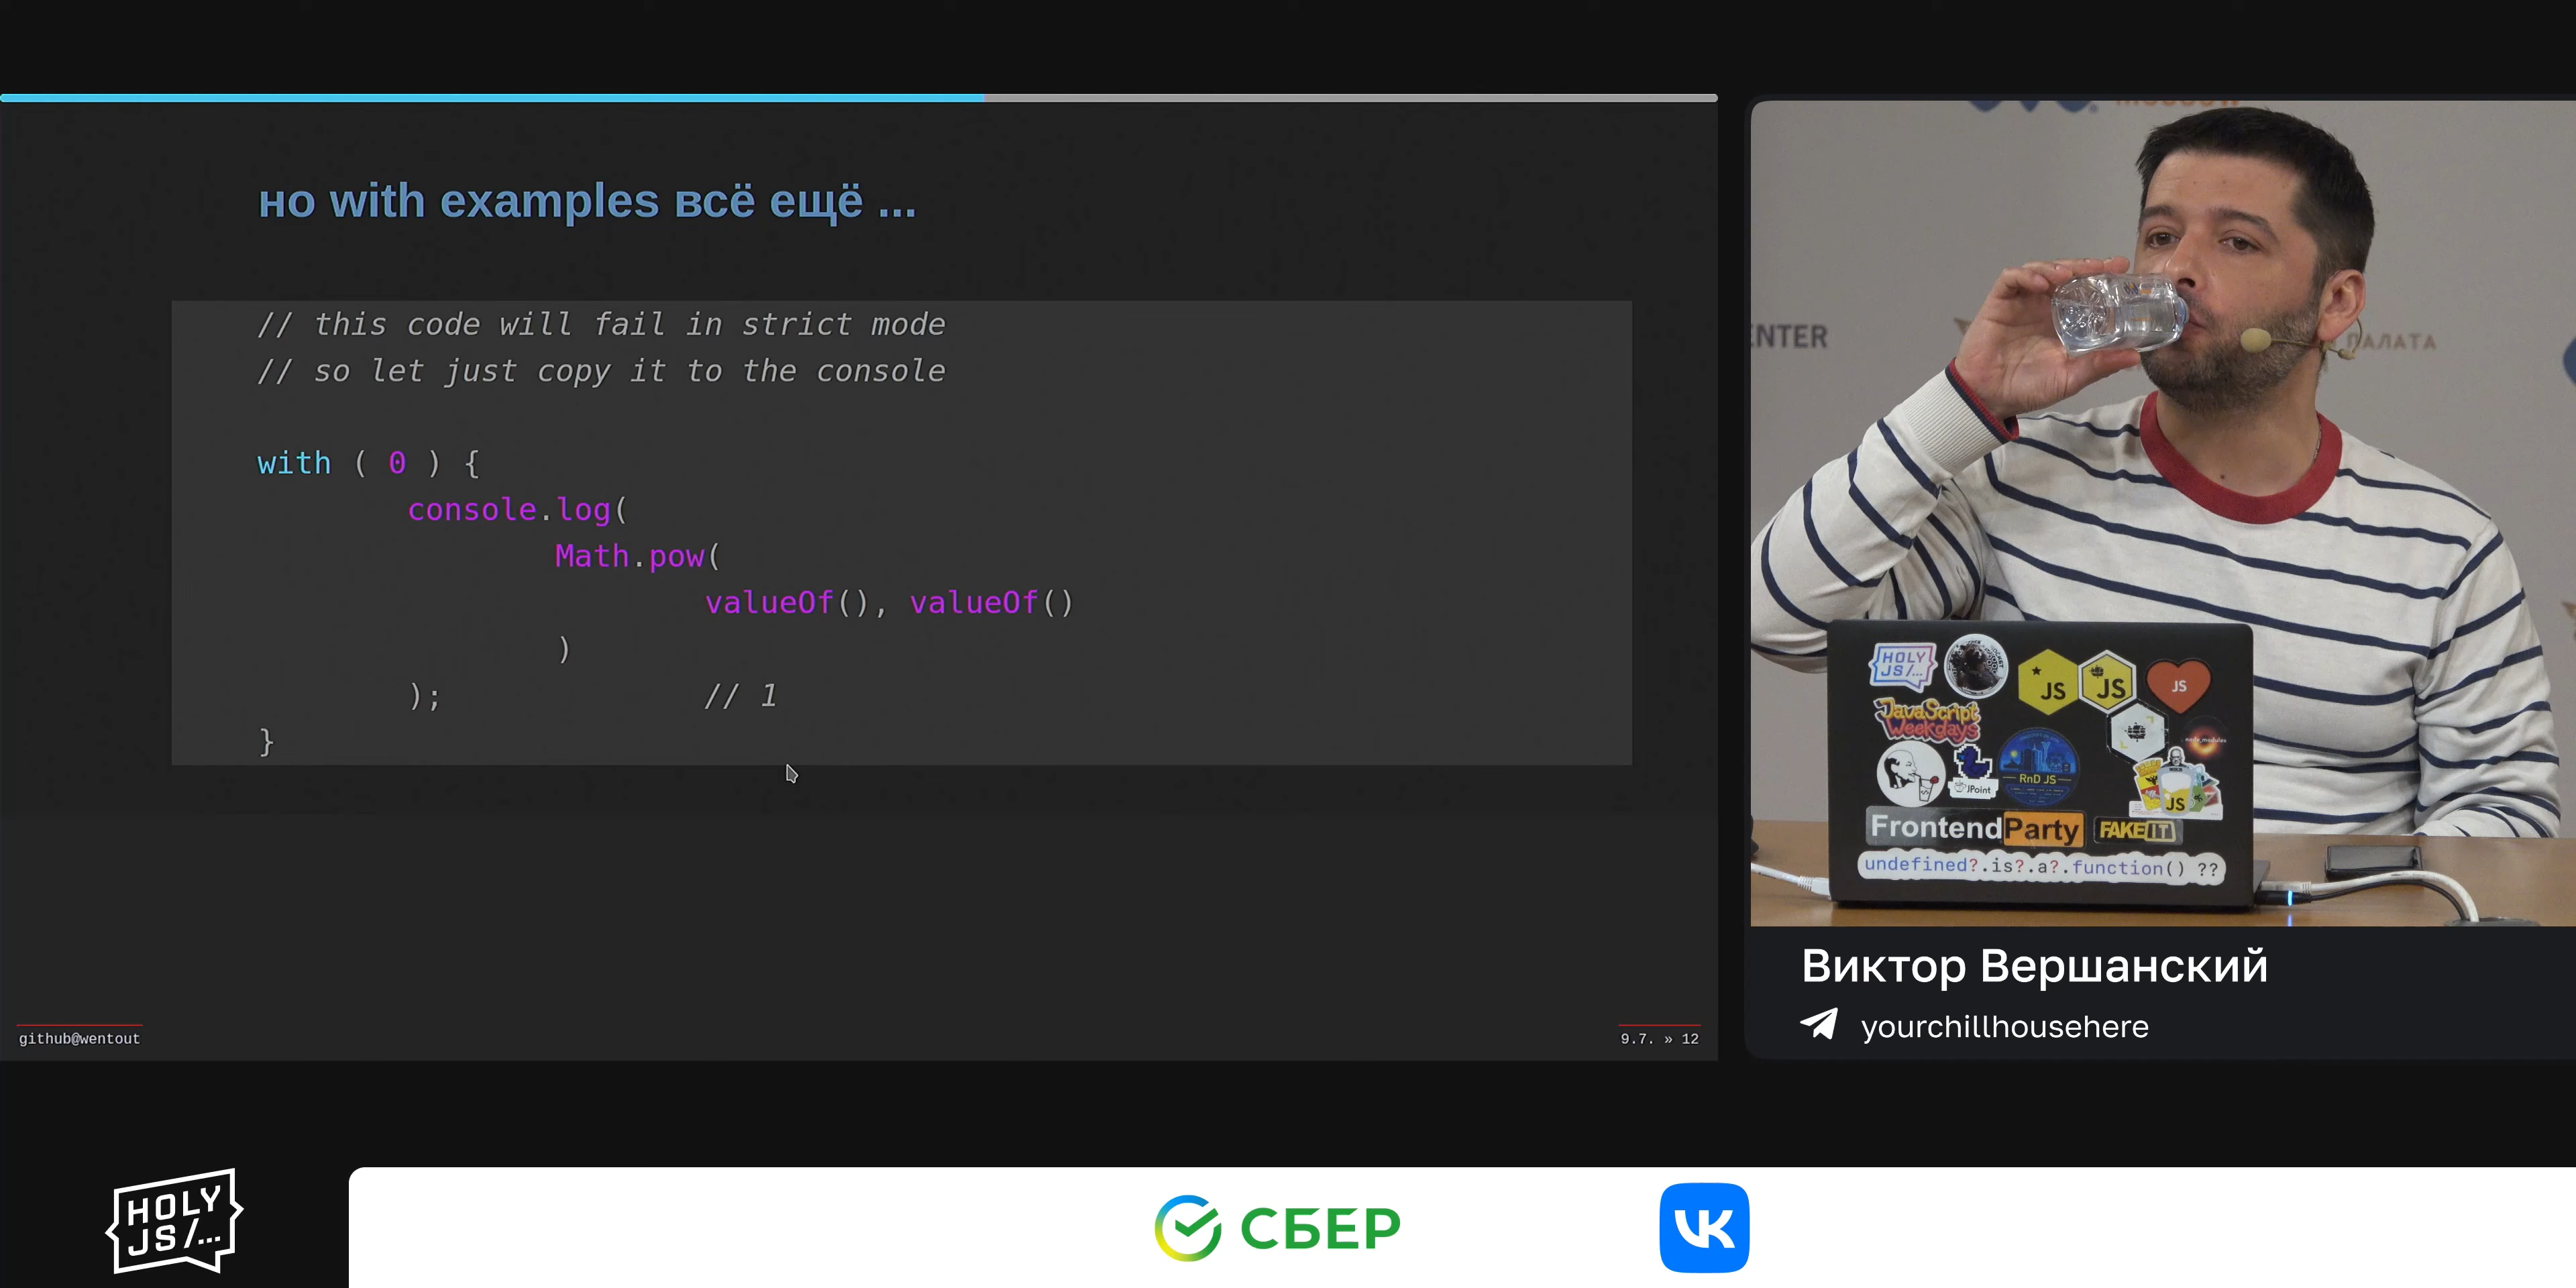 но with examples всё ещё ...
// this code will fail in strict mode
// so let just copy it to the console
with ( 0 ) {
console.log(
Math.pow(
valueOf(), valueOf()
)
); // 1
}
github@wentout
9.7. » 12
ENTER
ПАЛАТА
HOLY
JS/...
JS
JS
JS
JavaScript
Weekdays
node_modules
RnD JS
JPoint
JS
FrontendParty
FAKEIT
undefined?.is?.a?.function() ??
Виктор Вершанский
yourchillhousehere
HOLY
JS/...
СБЕР
VK